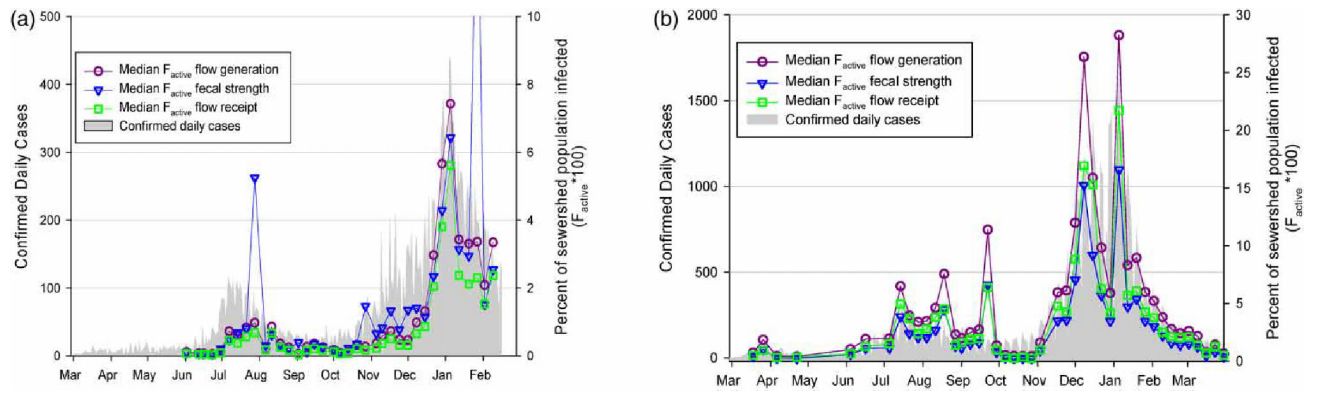 (a)
500
400
300
200
100
0
Confirmed Daily Cases
Median Factive flow generation
Median Factive fecal strength
Median Factive flow receipt
Confirmed daily cases
10
8
6
4
2
0
Percent of sewershed population infected
(Factive*100)
Mar Apr May Jun Jul Aug Sep Oct Nov Dec Jan Feb
(b)
2000
1500
1000
500
0
Confirmed Daily Cases
Median Factive flow generation
Median Factive fecal strength
Median Factive flow receipt
Confirmed daily cases
30
25
20
15
10
5
0
Percent of sewershed population infected
(Factive*100)
Mar Apr May Jun Jul Aug Sep Oct Nov Dec Jan Feb Mar